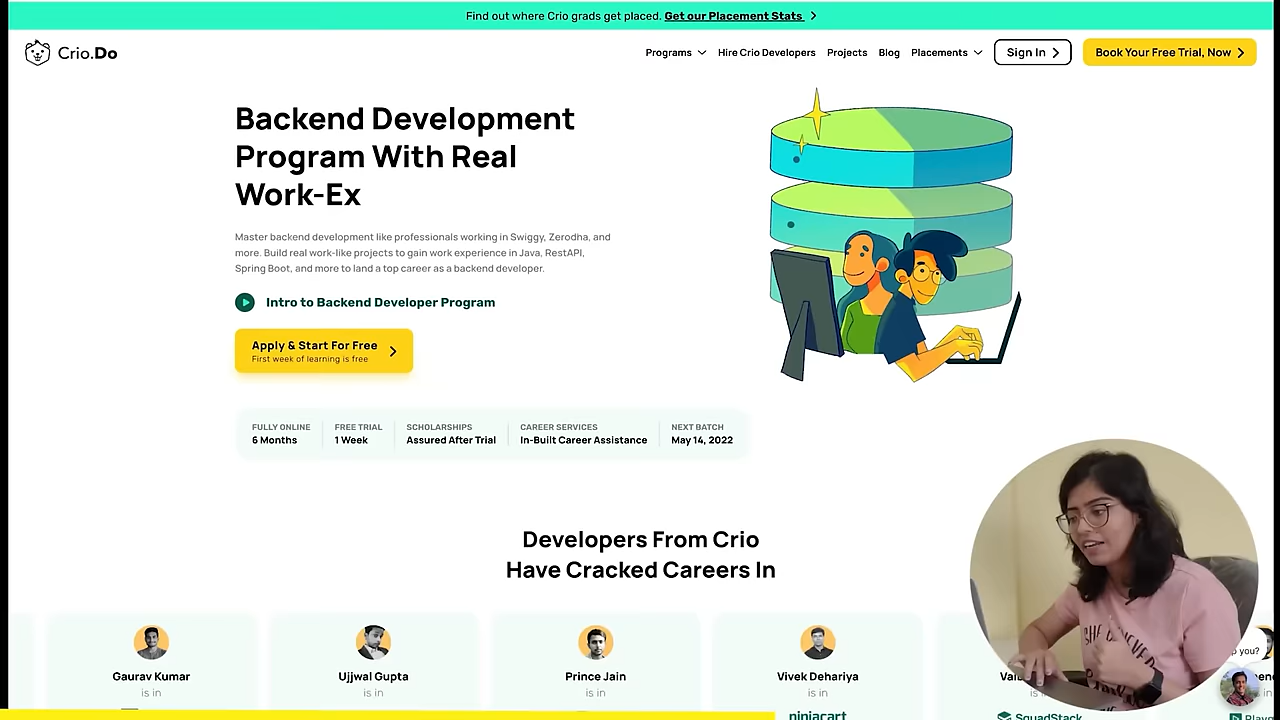 Find out where Crio grads get placed. Get our Placement Stats
Crio.Do
Programs
Hire Crio Developers
Projects
Blog
Placements
Sign In
Book Your Free Trial, Now
Backend Development
Program With Real
Work-Ex
Master backend development like professionals working in Swiggy, Zerodha, and
more. Build real work-like projects to gain work experience in Java, RestAPI,
Spring Boot, and more to land a top career as a backend developer.
Intro to Backend Developer Program
Apply & Start For Free
First week of learning is free
FULLY ONLINE
6 Months
FREE TRIAL
1 Week
SCHOLARSHIPS
Assured After Trial
CAREER SERVICES
In-Built Career Assistance
NEXT BATCH
May 14, 2022
Developers From Crio
Have Cracked Careers In
Gaurav Kumar
is in
Ujjwal Gupta
is in
Prince Jain
is in
Vivek Dehariya
is in
ninjacart
SquadStack
you?